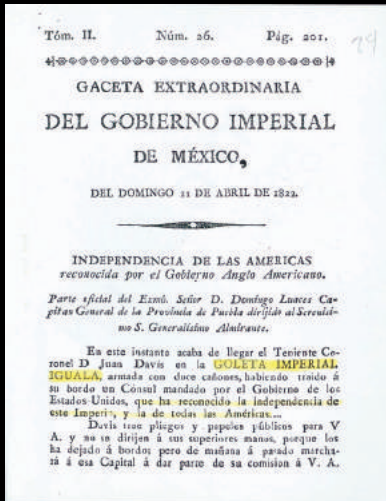 Tóm. II. Núm. 26. Pág. 201.
24
GACETA EXTRAORDINARIA
DEL GOBIERNO IMPERIAL
DE MÉXICO,
DEL DOMINGO 21 DE ABRIL DE 1822.
INDEPENDENCIA DE LAS AMERICAS
reconocida por el Gobierno Anglo Americano.
Parte oficial del Exmô. Señor D. Domingo Luaces Ca-
pitan General de la Provincia de Puebla dirijido al Serenísi-
mo S. Generalísimo Almirante.
En este instante acaba de llegar el Teniente Co-
ronel D Juan Davis en la GOLETA IMPERIAL
IGUALA, armada con doce cañones, habiendo traido á
su bordo un Cónsul mandado por el Gobierno de los
Estados-Unidos, que ha reconocido la independencia de
este Imperio, y la de todas las Américas...
Davis trae pliegos y papeles públicos para V
A. y no se dirijen á sus superiores manos, porque los
ha dejado á bordo; pero de mañana á pasado marcha-
rá á esa Capital á dar parte de su comision á V. A.